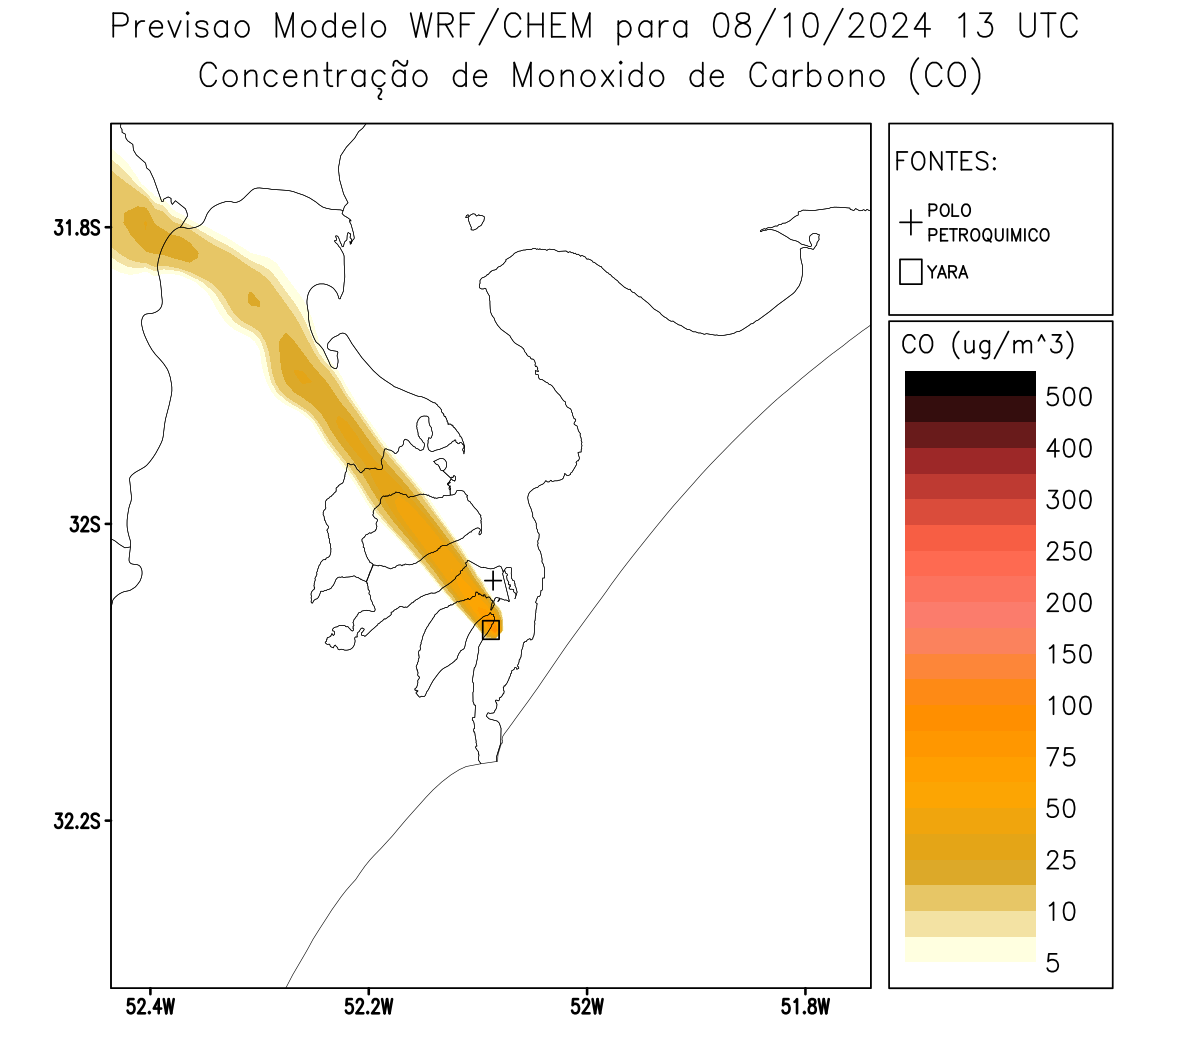 Previsao Modelo WRF/CHEM para 08/10/2024 13 UTC
Concentração de Monoxido de Carbono (CO)
FONTES:
POLO
PETROQUIMICO
YARA
CO (ug/m^3)
500
400
300
250
200
150
100
75
50
25
10
5
31.8S
32S
32.2S
52.4W
52.2W
52W
51.8W